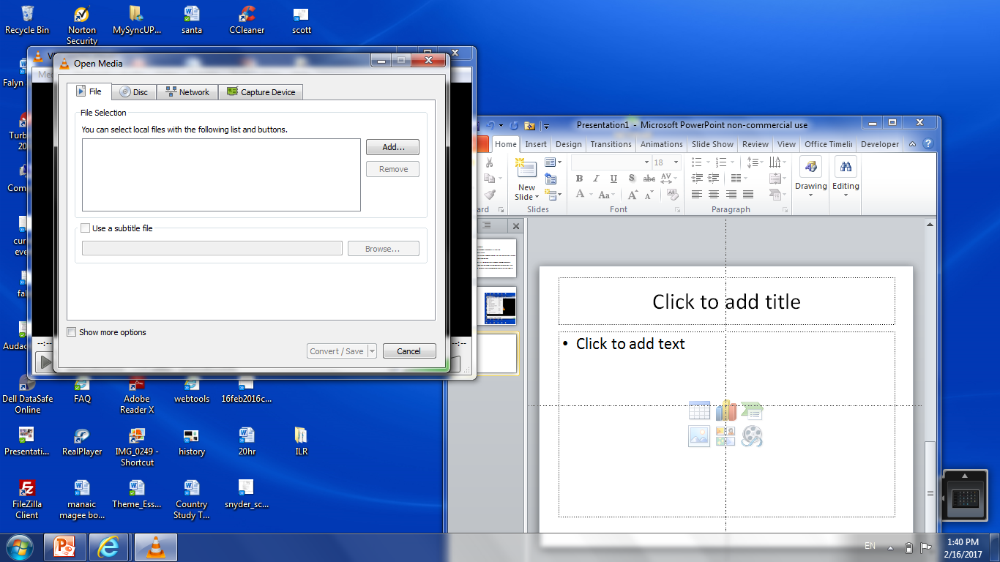 Recycle Bin
Norton
Security
MySyncUP...
santa
CCleaner
scott
Falyn
Turb
20
Com
cur
eve
fal
Audac
Open Media
File
Disc
Network
Capture Device
File Selection
You can select local files with the following list and buttons.
Add...
Remove
Use a subtitle file
Browse...
Show more options
Convert / Save
Cancel
--:--
Presentation1 - Microsoft PowerPoint non-commercial use
Home
Insert
Design
Transitions
Animations
Slide Show
Review
View
Office Timelii
Developer
New
Slide
18
B I U S abc AV
A Aa A A
Drawing
Editing
ard
Slides
Font
Paragraph
Click to add title
• Click to add text
Dell DataSafe
Online
FAQ
Adobe
Reader X
webtools
16feb2016c...
Presentati...
RealPlayer
IMG_0249 -
Shortcut
history
20hr
ILR
FileZilla
Client
manaic
magee bo...
Theme_Ess...
Country
Study T...
snyder_sc...
EN
1:40 PM
2/16/2017